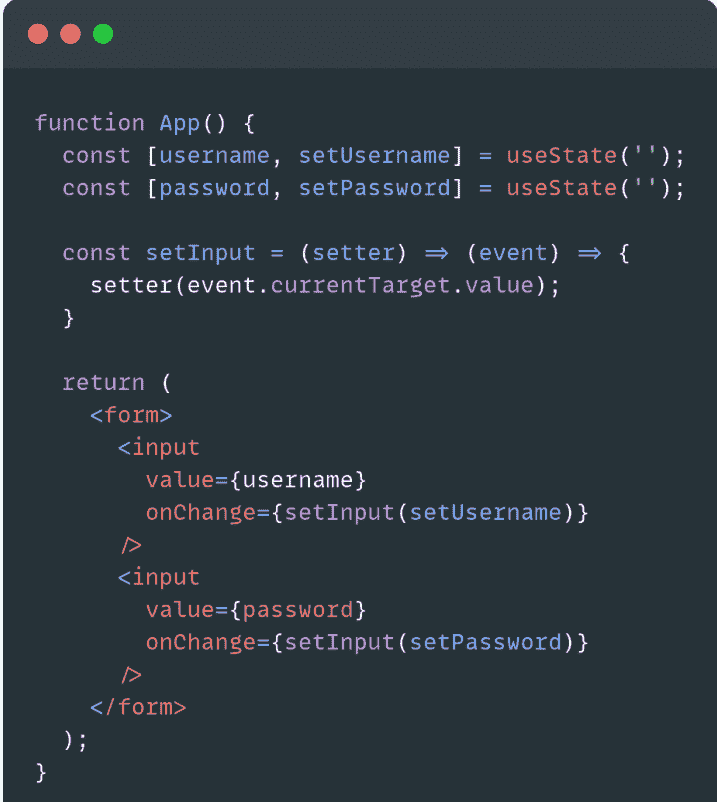 function App() {
  const [username, setUsername] = useState('');
  const [password, setPassword] = useState('');
  const setInput = (setter) => (event) => {
    setter(event.currentTarget.value);
  }
  return (
    <form>
      <input
        value={username}
        onChange={setInput(setUsername)}
      />
      <input
        value={password}
        onChange={setInput(setPassword)}
      />
    </form>
  );
}